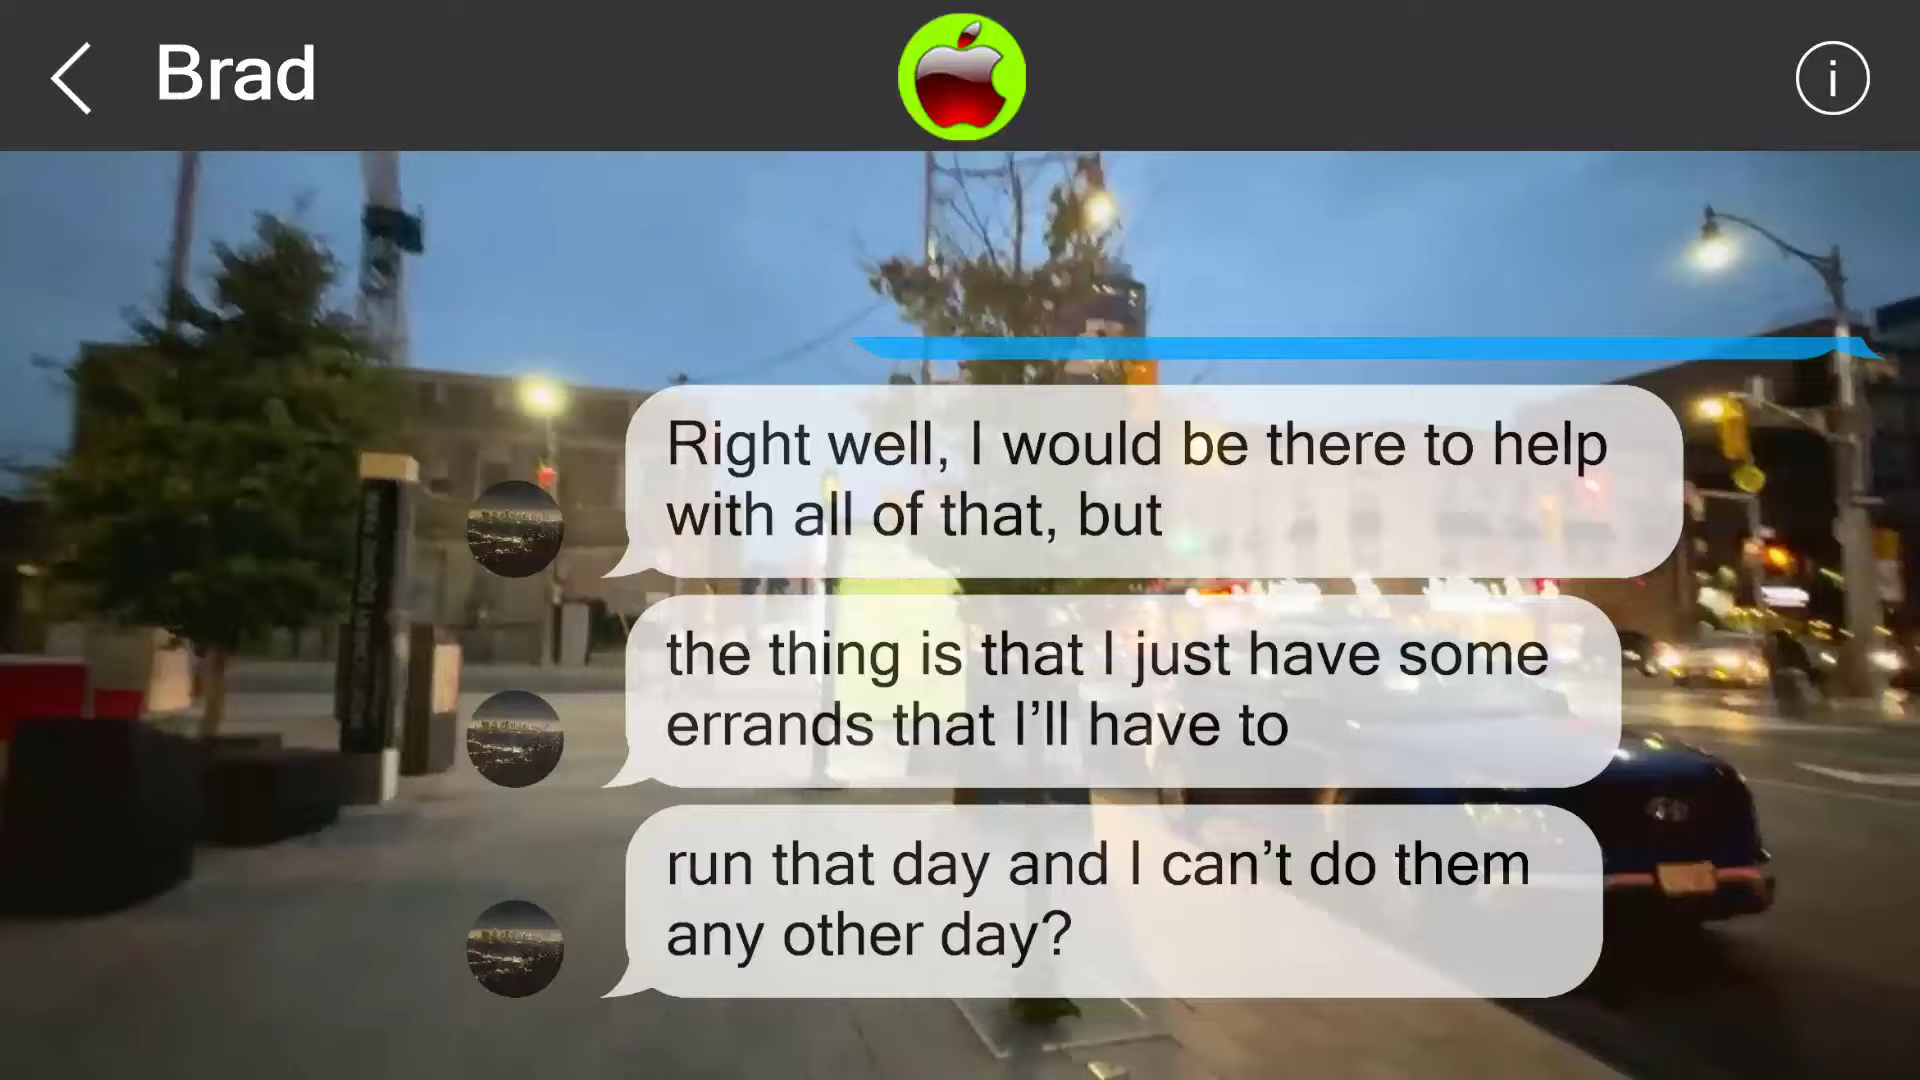 Brad
Right well, I would be there to help
with all of that, but
the thing is that I just have some
errands that I’ll have to
run that day and I can’t do them
any other day?